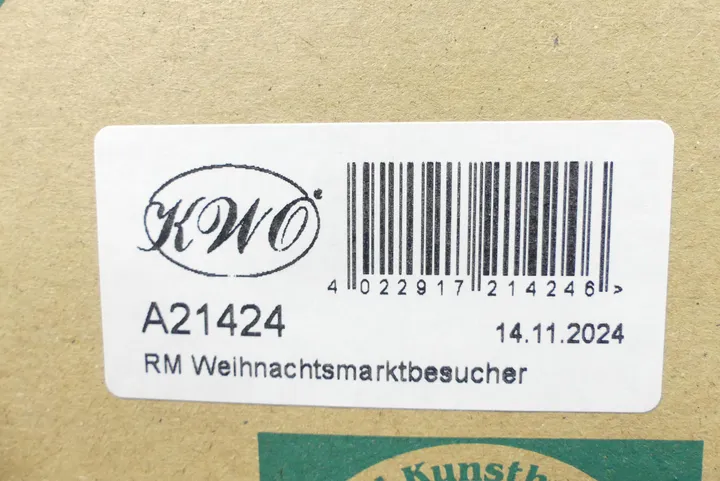 KWO
4 022917 214246 >
A21424
14.11.2024
RM Weihnachtsmarktbesucher